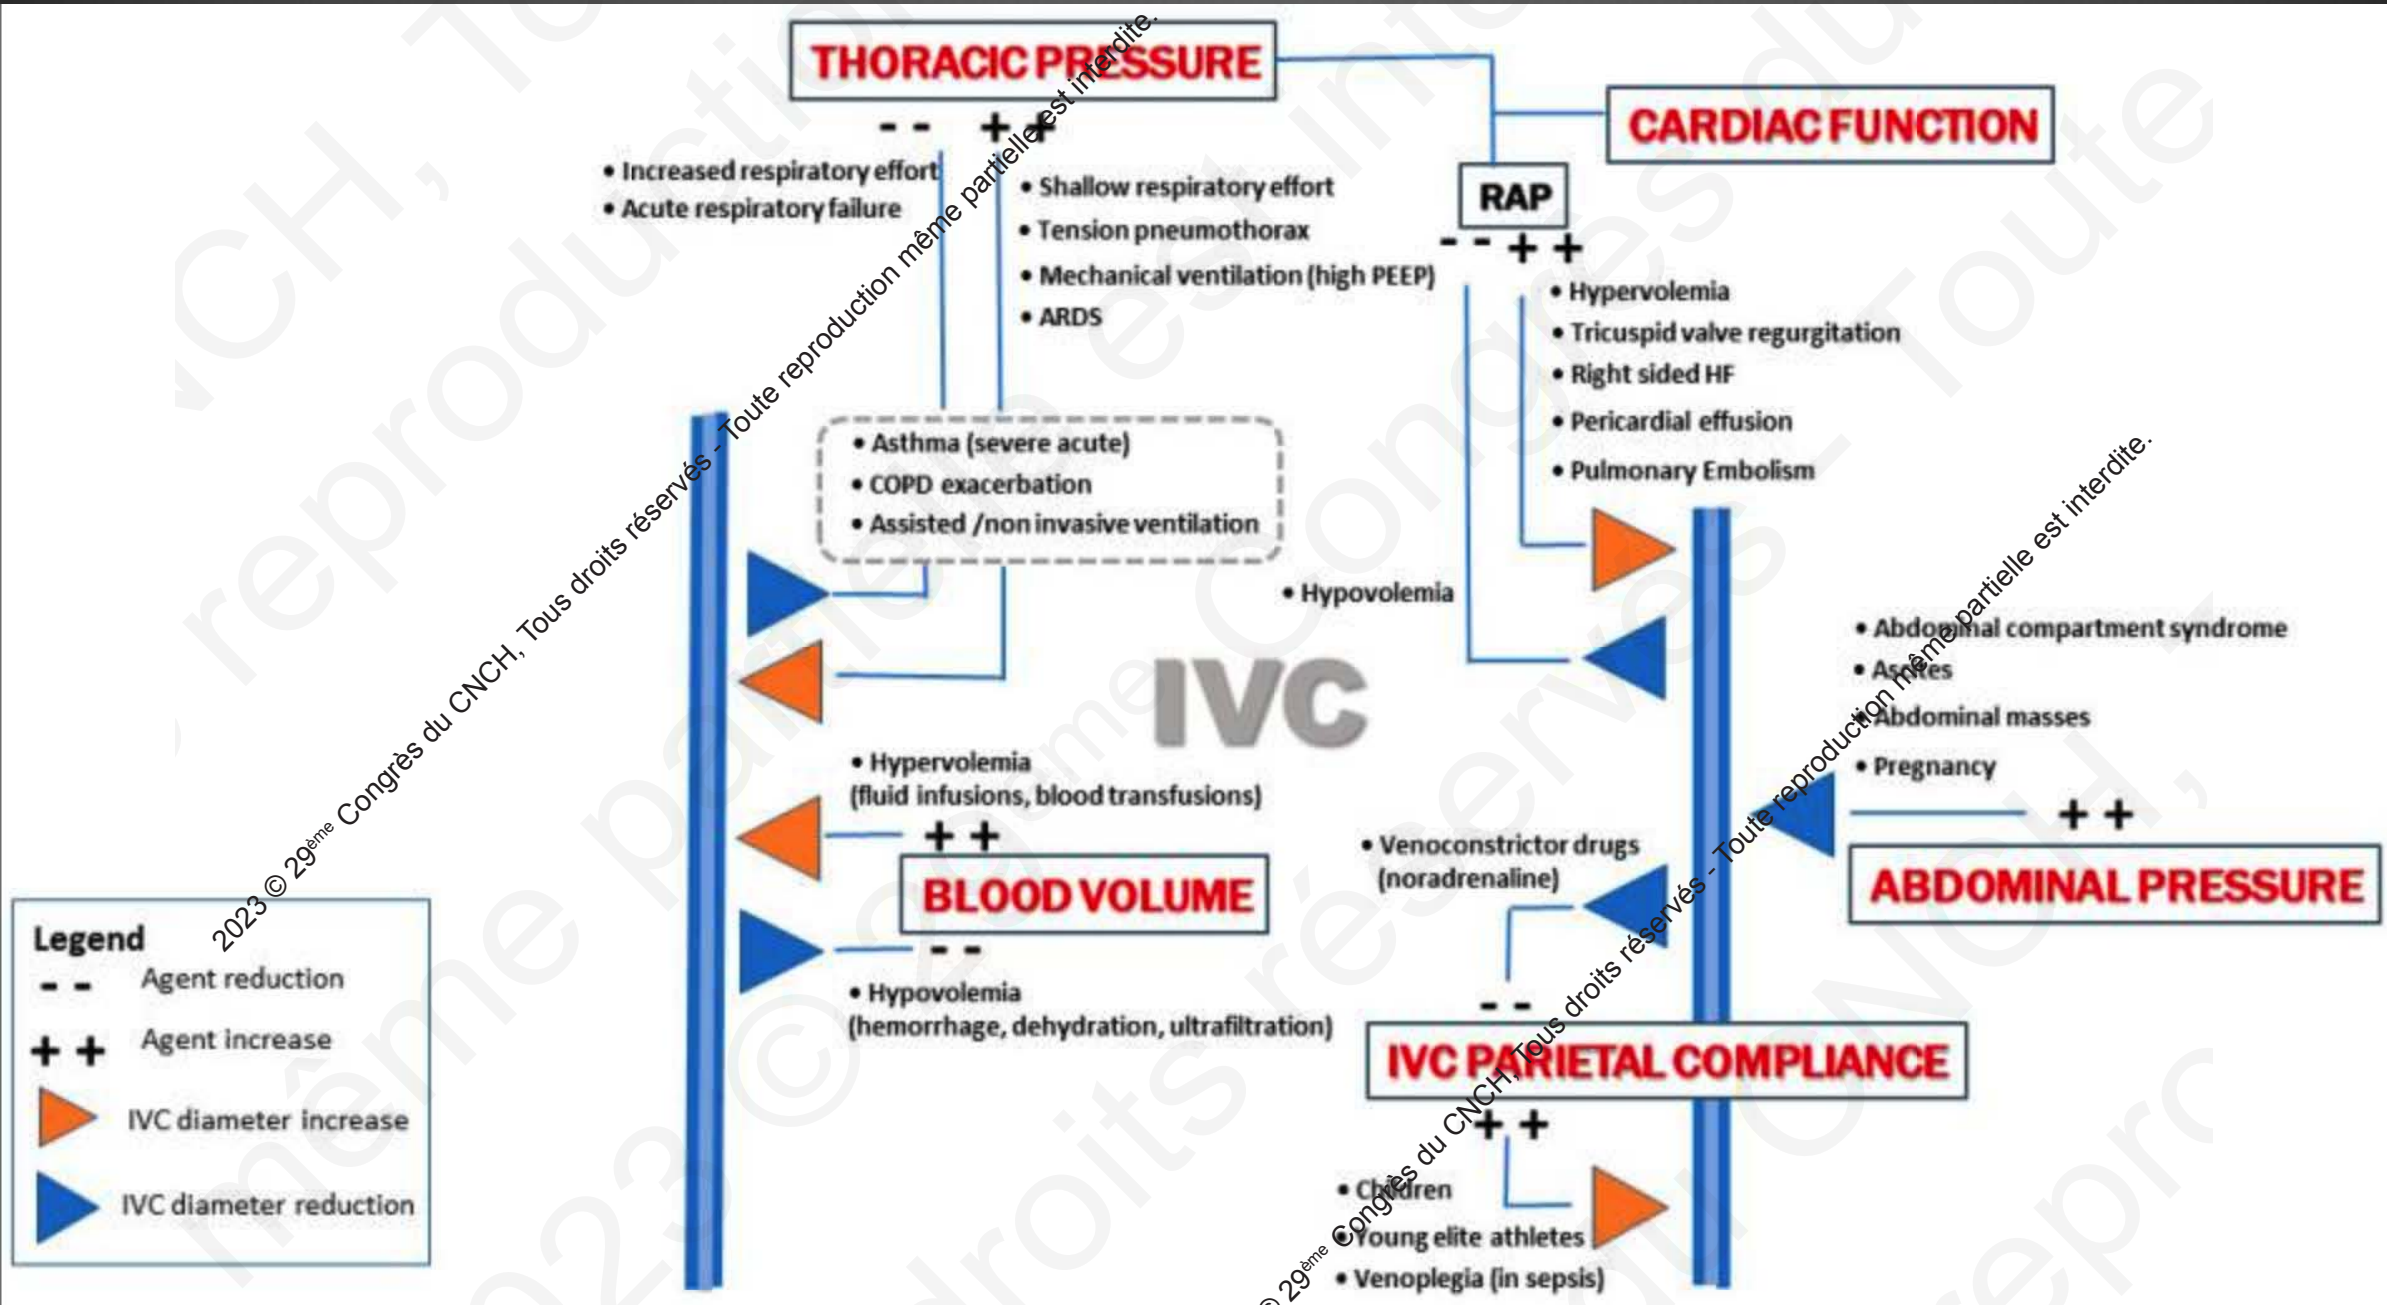 THORACIC PRESSURE
CARDIAC FUNCTION
- - + +
• Increased respiratory effort
• Acute respiratory failure
• Shallow respiratory effort
• Tension pneumothorax
• Mechanical ventilation (high PEEP)
• ARDS
RAP
- - + +
• Hypervolemia
• Tricuspid valve regurgitation
• Right sided HF
• Pericardial effusion
• Pulmonary Embolism
• Asthma (severe acute)
• COPD exacerbation
• Assisted /non invasive ventilation
• Hypovolemia
IVC
• Abdominal compartment syndrome
• Ascites
• Abdominal masses
• Pregnancy
+ +
ABDOMINAL PRESSURE
• Hypervolemia
(fluid infusions, blood transfusions)
+ +
BLOOD VOLUME
- -
• Hypovolemia
(hemorrhage, dehydration, ultrafiltration)
• Venoconstrictor drugs
(noradrenaline)
- -
IVC PARIETAL COMPLIANCE
+ +
• Children
• Young elite athletes
• Venoplegia (in sepsis)
Legend
- - Agent reduction
+ + Agent increase
IVC diameter increase
IVC diameter reduction
2023 © 29ème Congrès du CNCH, Tous droits réservés - Toute reproduction même partielle est interdite.
© 29ème Congrès du CNCH, Tous droits réservés - Toute reproduction même partielle est interdite.